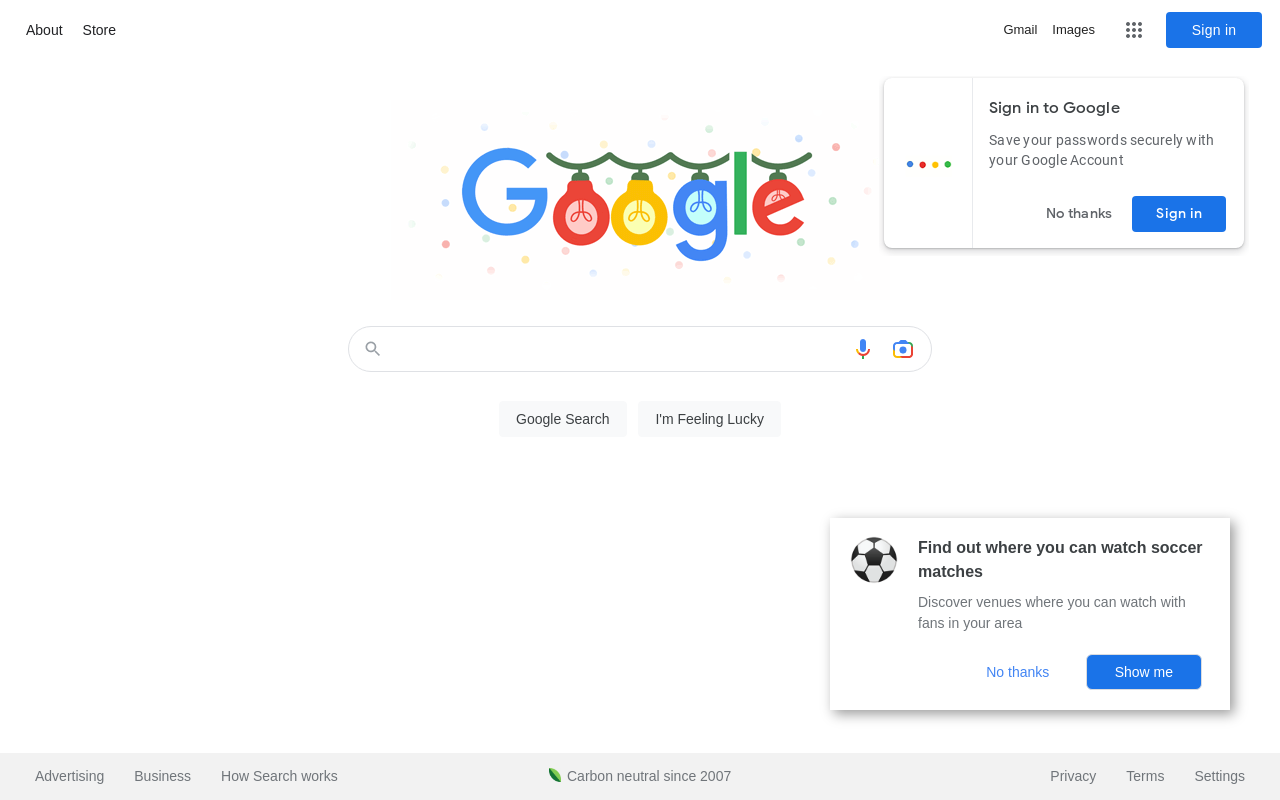 About Store
Gmail Images Sign in
Google
Sign in to Google
Save your passwords securely with
your Google Account
No thanks Sign in
Google Search I'm Feeling Lucky
Find out where you can watch soccer
matches
Discover venues where you can watch with
fans in your area
No thanks Show me
Advertising Business How Search works Carbon neutral since 2007 Privacy Terms Settings